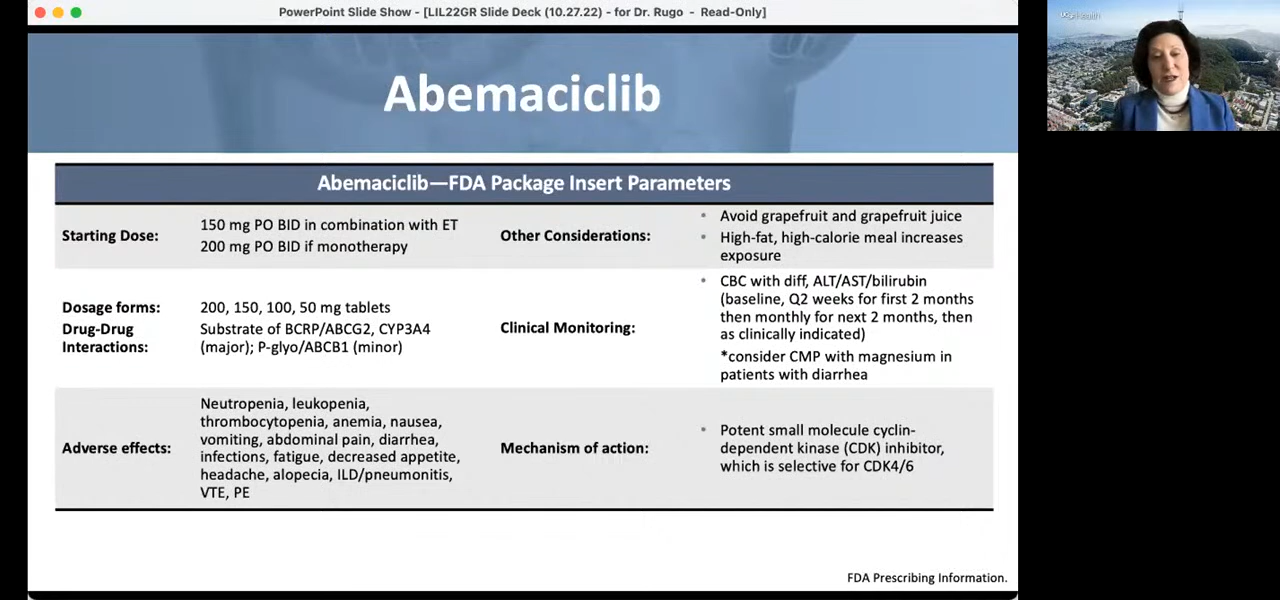 PowerPoint Slide Show - [LIL22GR Slide Deck (10.27.22) - for Dr. Rugo - Read-Only]
UCSF Health
Abemaciclib
Abemaciclib—FDA Package Insert Parameters
Starting Dose:
150 mg PO BID in combination with ET
200 mg PO BID if monotherapy
Other Considerations:
• Avoid grapefruit and grapefruit juice
• High-fat, high-calorie meal increases
exposure
Dosage forms:
200, 150, 100, 50 mg tablets
Drug-Drug
Interactions:
Substrate of BCRP/ABCG2, CYP3A4
(major); P-glyo/ABCB1 (minor)
Clinical Monitoring:
• CBC with diff, ALT/AST/bilirubin
(baseline, Q2 weeks for first 2 months
then monthly for next 2 months, then
as clinically indicated)
*consider CMP with magnesium in
patients with diarrhea
Adverse effects:
Neutropenia, leukopenia,
thrombocytopenia, anemia, nausea,
vomiting, abdominal pain, diarrhea,
infections, fatigue, decreased appetite,
headache, alopecia, ILD/pneumonitis,
VTE, PE
Mechanism of action:
• Potent small molecule cyclin-
dependent kinase (CDK) inhibitor,
which is selective for CDK4/6
FDA Prescribing Information.